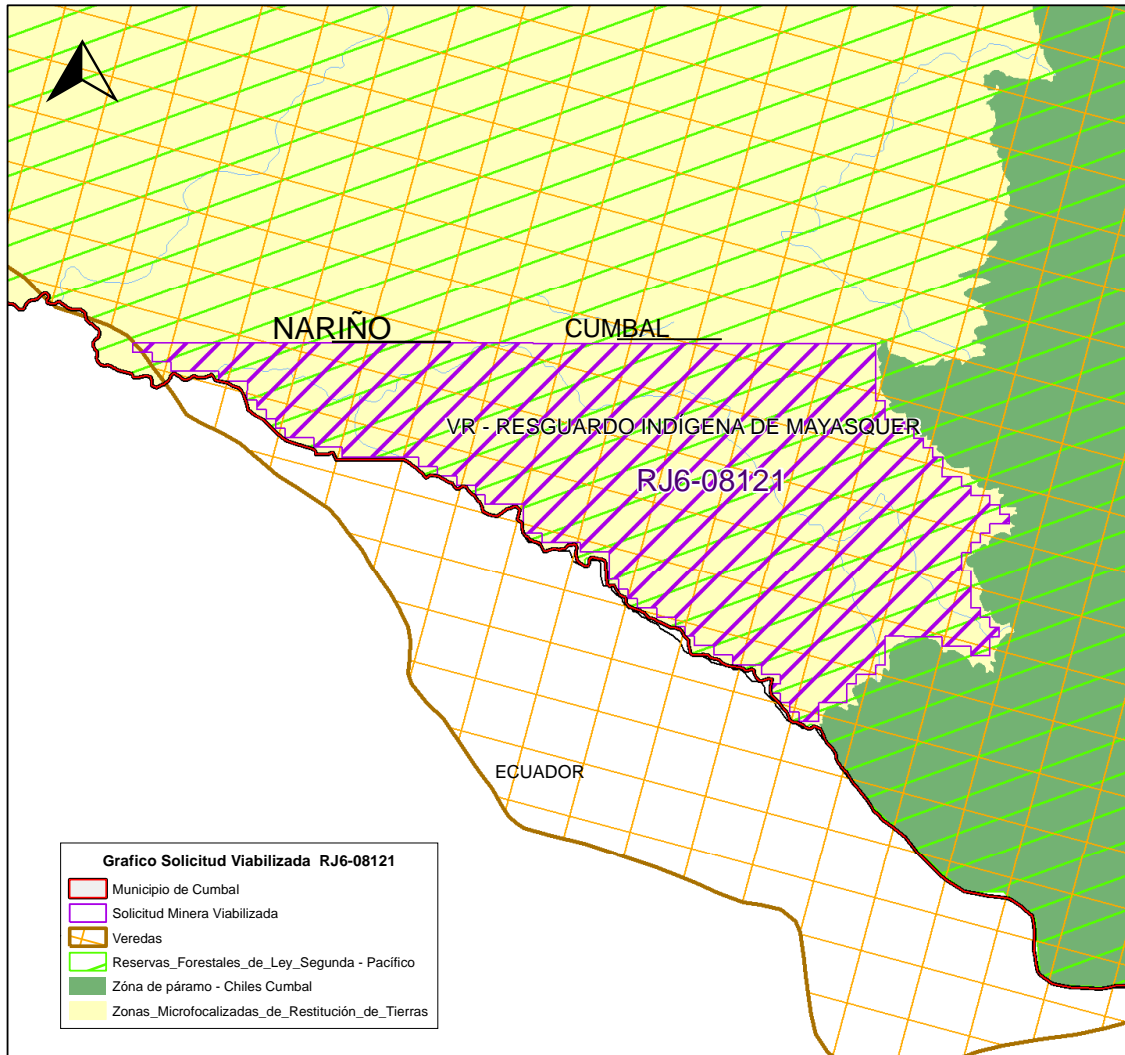 NARIÑO
CUMBAL
VR - RESGUARDO INDÍGENA DE MAYASQUER
RJ6-08121
ECUADOR
Grafico Solicitud Viabilizada RJ6-08121
Municipio de Cumbal
Solicitud Minera Viabilizada
Veredas
Reservas_Forestales_de_Ley_Segunda - Pacífico
Zóna de páramo - Chiles Cumbal
Zonas_Microfocalizadas_de_Restitución_de_Tierras